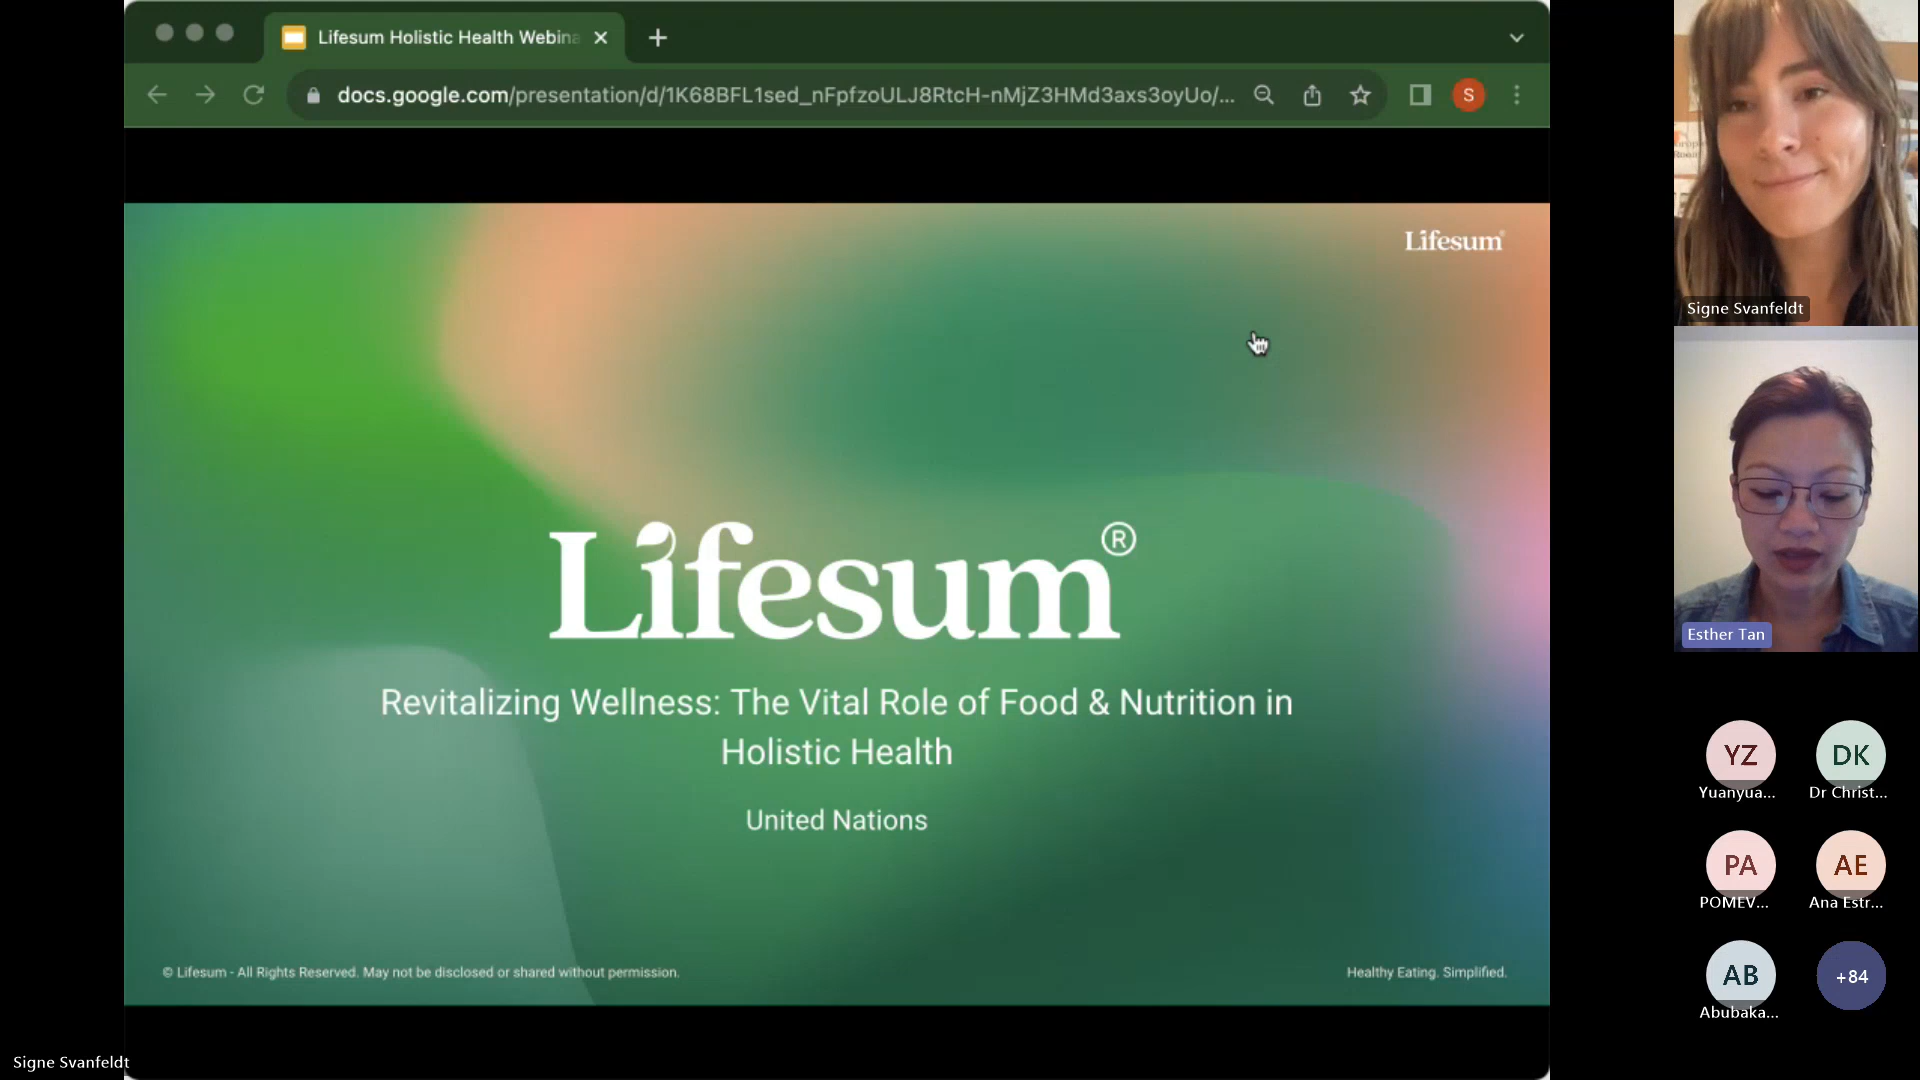 Lifesum Holistic Health Webina
docs.google.com/presentation/d/1K68BFL1sed_nFpfzoULJ8RtcH-nMjZ3HMd3axs3oyUo/...
S
Lifesum®
Lifesum®
Revitalizing Wellness: The Vital Role of Food & Nutrition in
Holistic Health
United Nations
© Lifesum - All Rights Reserved. May not be disclosed or shared without permission.
Healthy Eating. Simplified.
Signe Svanfeldt
Signe Svanfeldt
Esther Tan
YZ
Yuanyua...
DK
Dr Christ...
PA
POMEV...
AE
Ana Estr...
AB
Abubaka...
+84